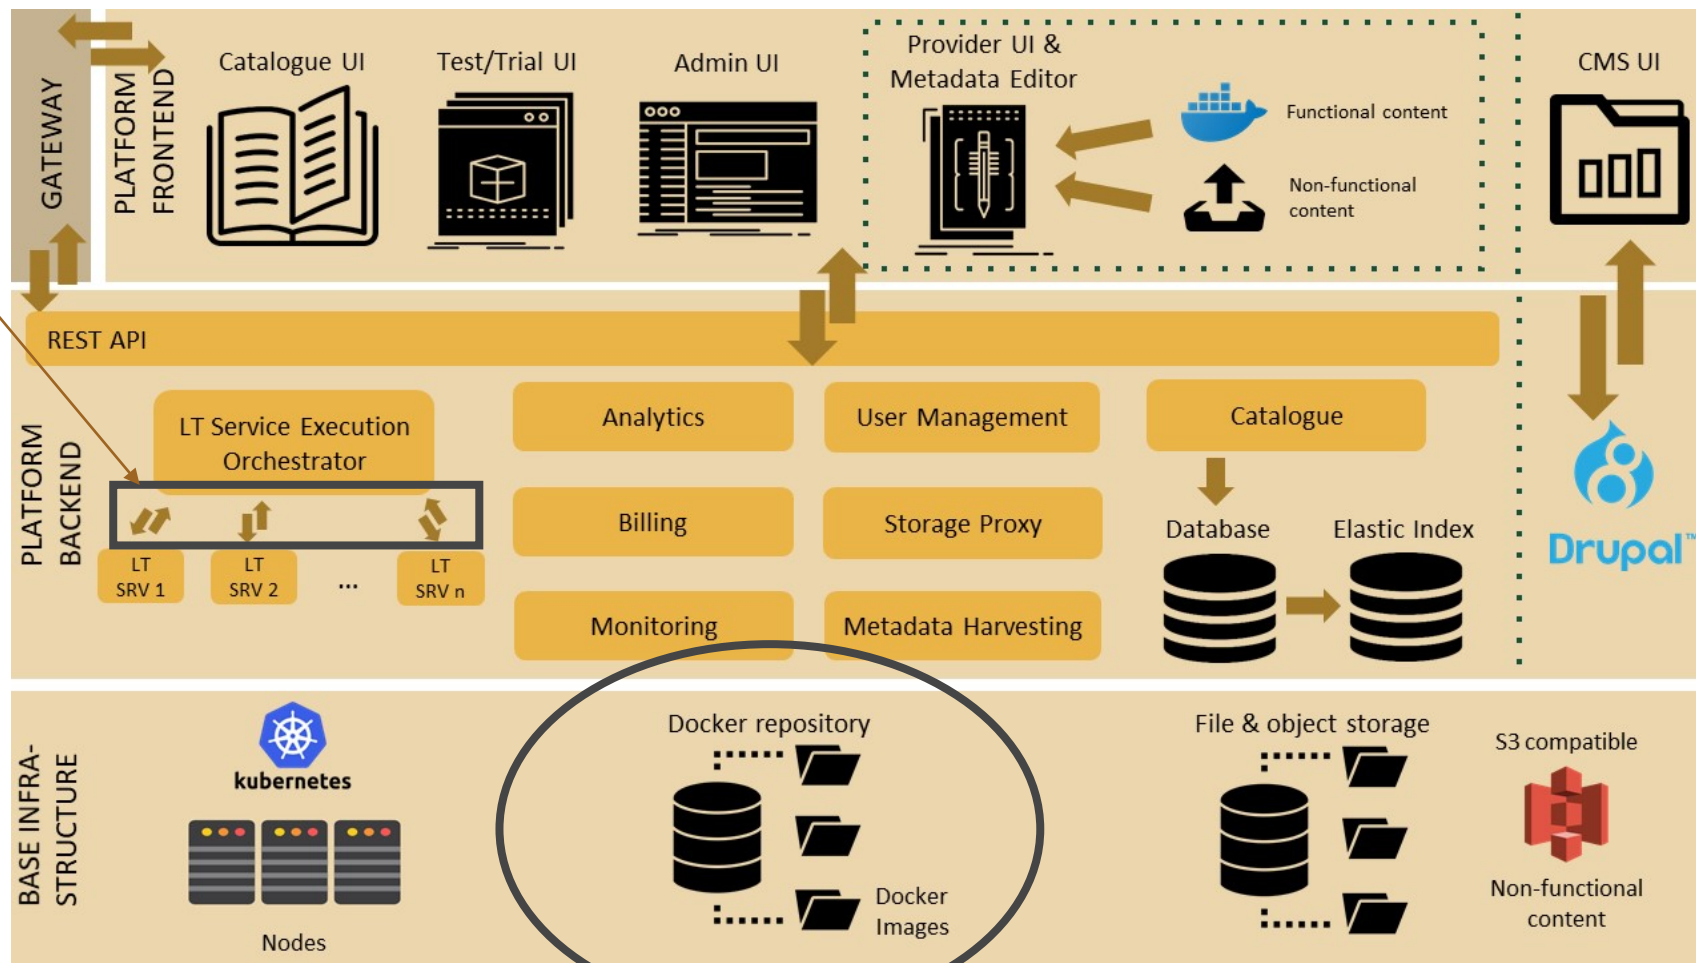 GATEWAY
PLATFORM
FRONTEND
Catalogue UI
Test/Trial UI
Admin UI
Provider UI &
Metadata Editor
Functional content
Non-functional
content
CMS UI
REST API
PLATFORM
BACKEND
LT Service Execution
Orchestrator
LT
SRV 1
LT
SRV 2
...
LT
SRV n
Analytics
User Management
Catalogue
Billing
Storage Proxy
Monitoring
Metadata Harvesting
Database
Elastic Index
Drupal™
BASE INFRA-
STRUCTURE
kubernetes
Nodes
Docker repository
Docker
Images
File & object storage
S3 compatible
Non-functional
content